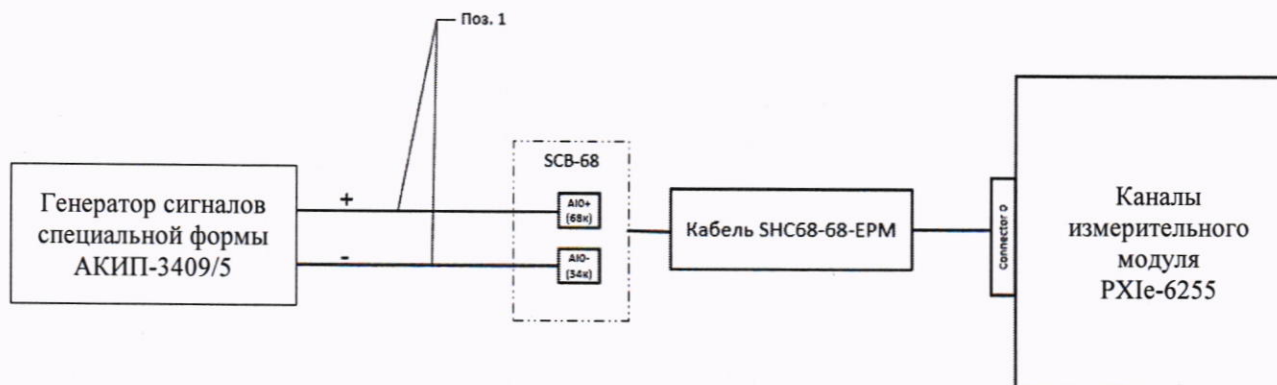 Поз. 1
SCB-68
Генератор сигналов
специальной формы
АКИП-3409/5
+
-
AI0+
(68к)
AI0-
(34к)
Кабель SHC68-68-EPM
Connector 0
Каналы
измерительного
модуля
PXIe-6255